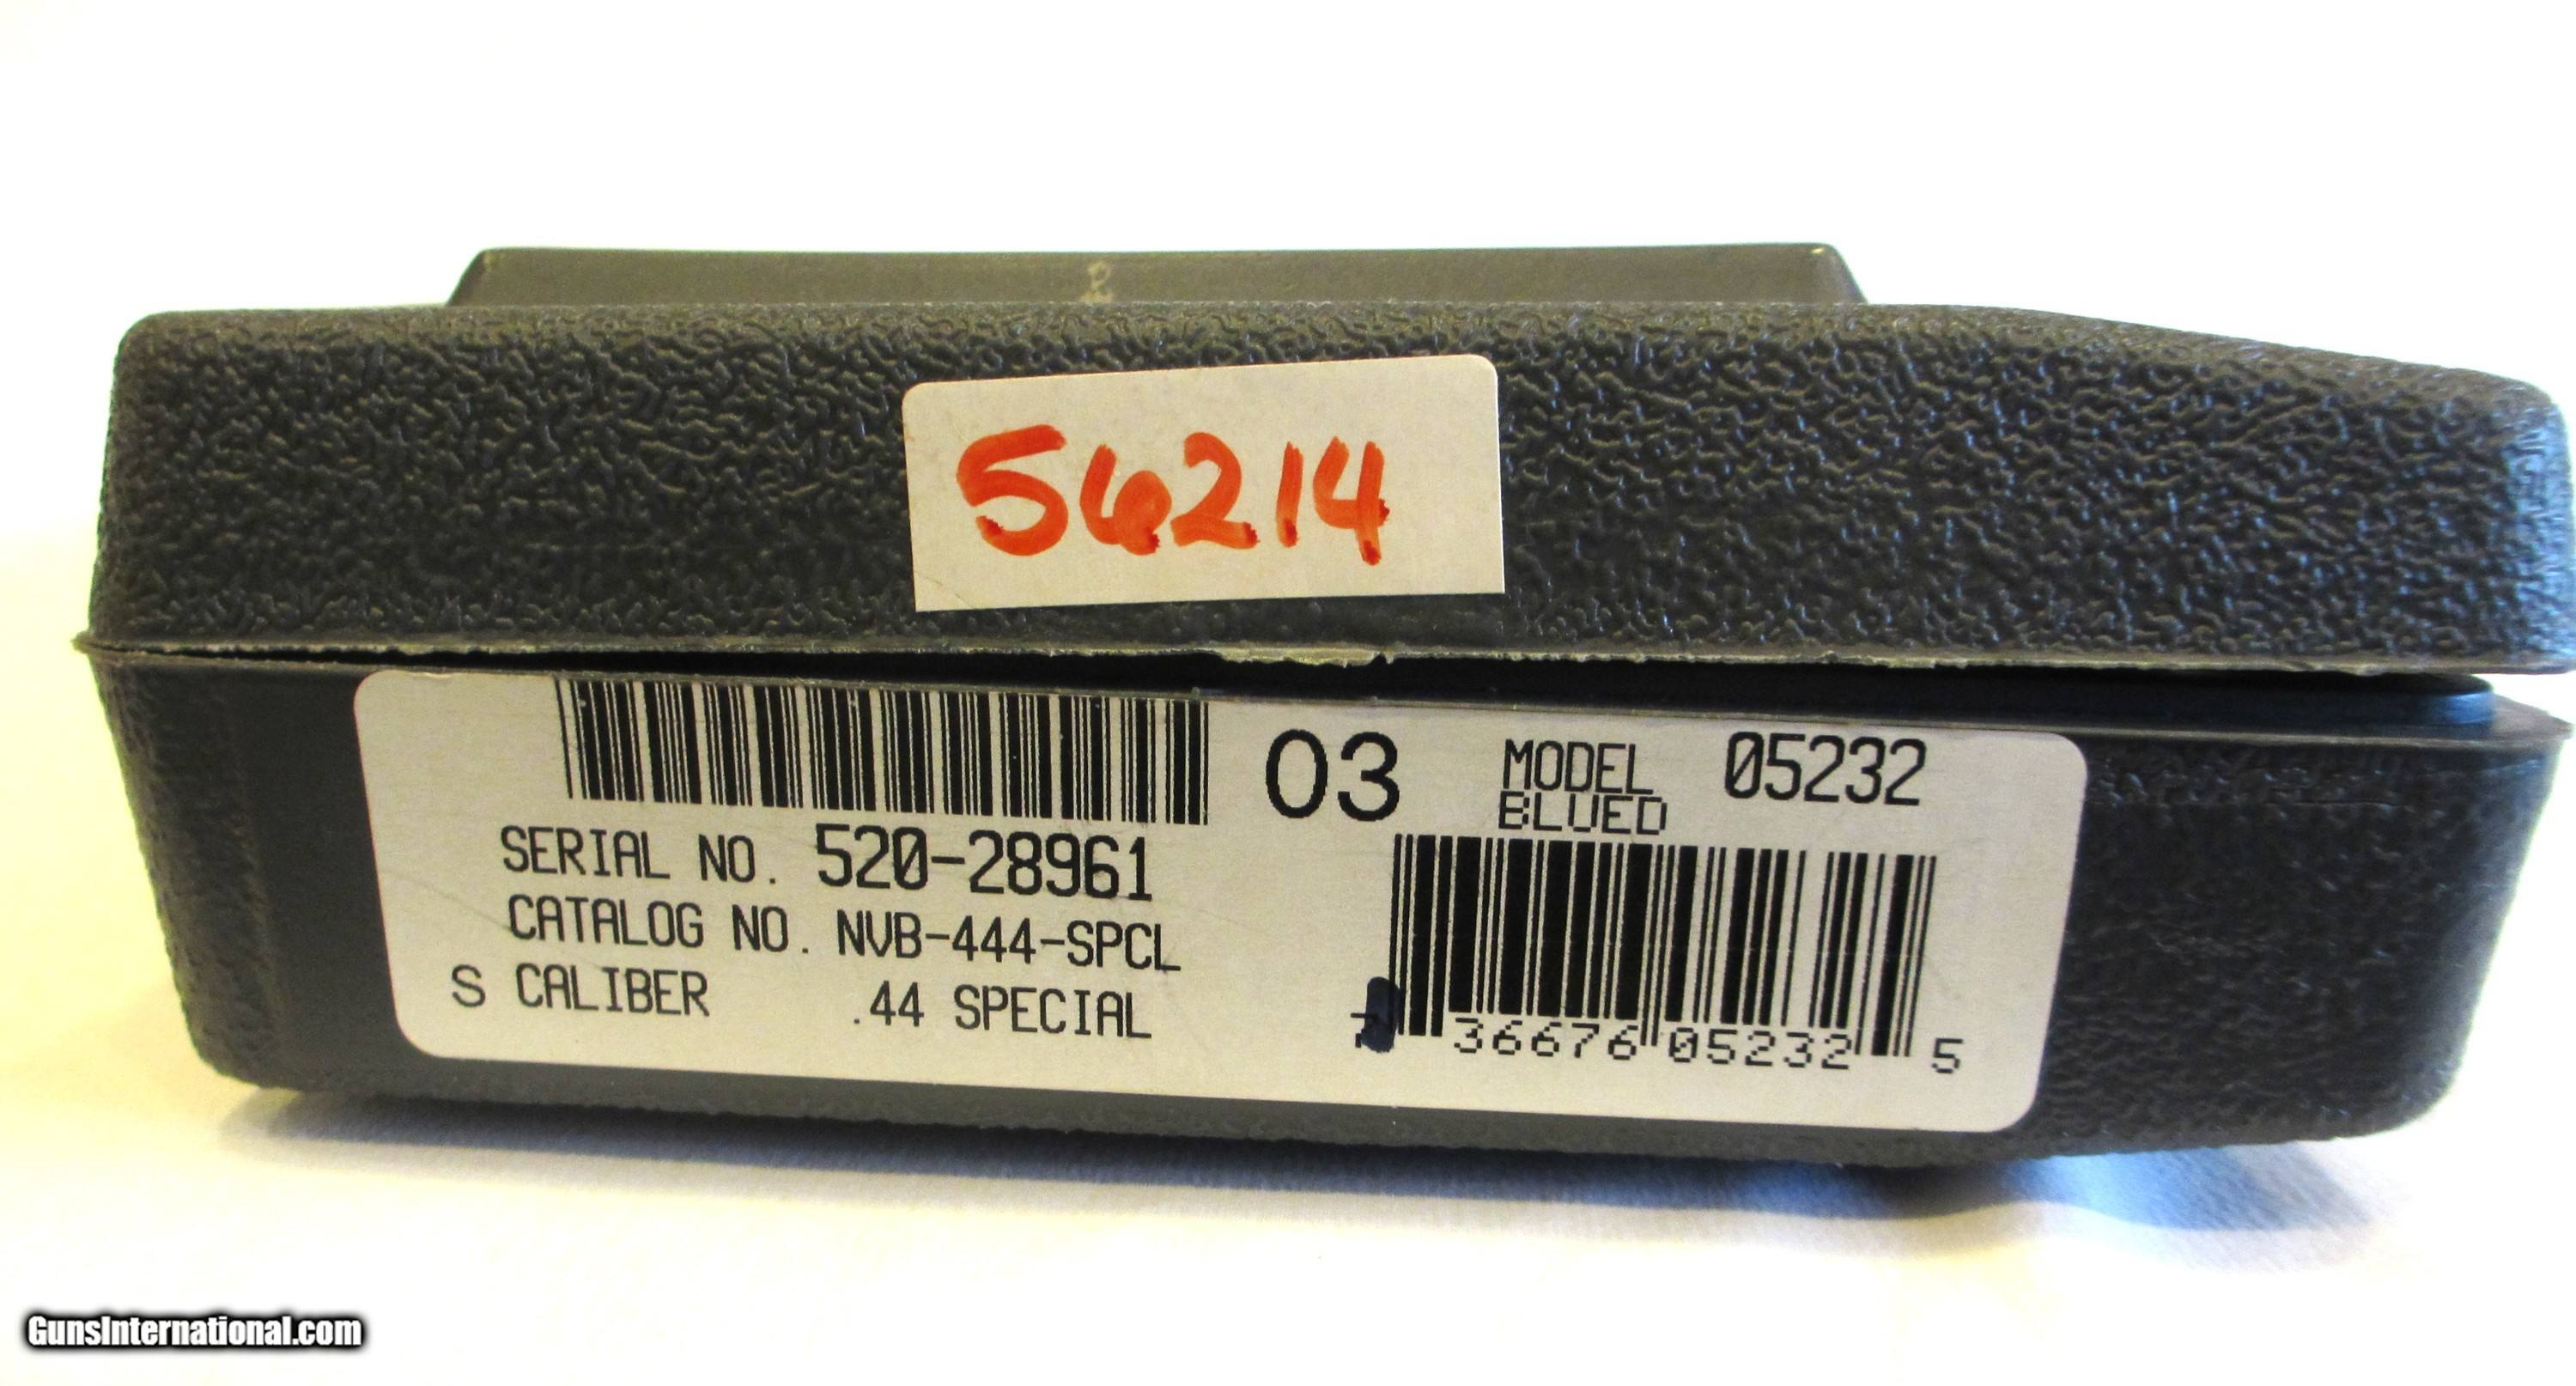 56214
03
MODEL 05232
BLUED
SERIAL NO. 520-28961
CATALOG NO. NVB-444-SPCL
S CALIBER .44 SPECIAL
7 36676 05232 5
GunsInternational.com